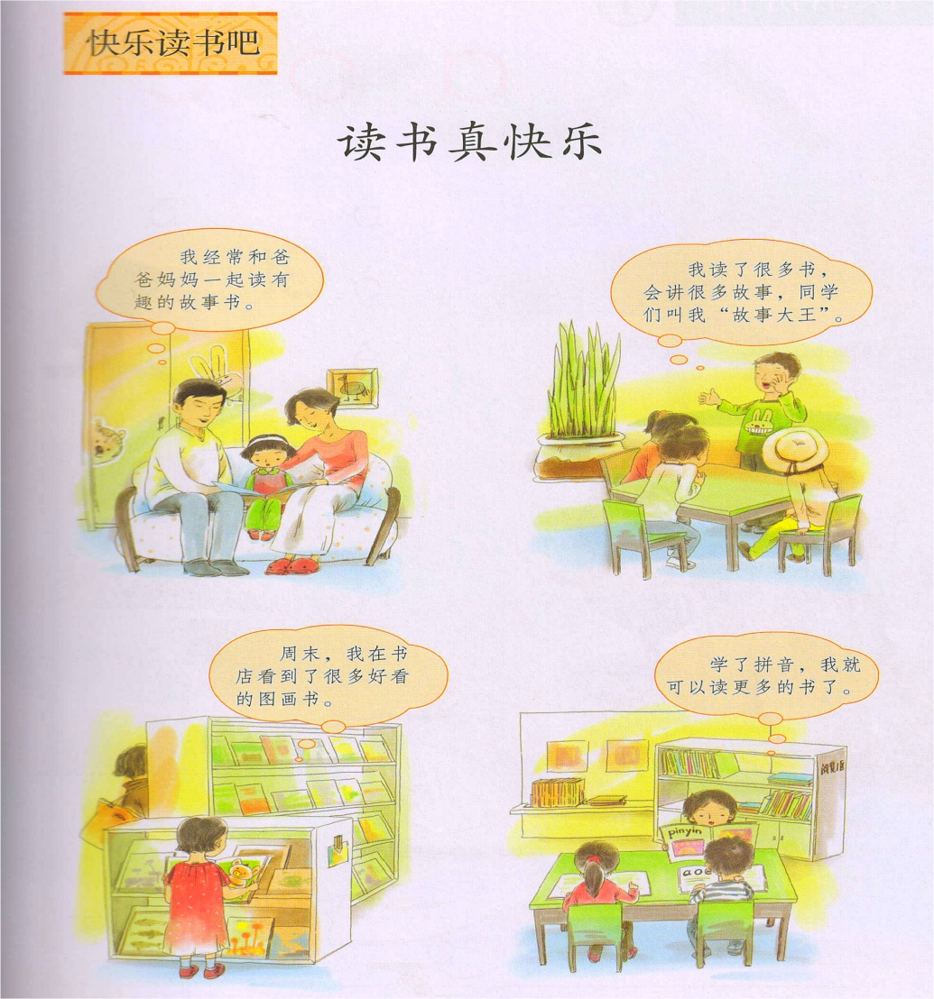 快乐读书吧
读书真快乐
我经常和爸
爸妈妈一起读有
趣的故事书。
我读了很多书，
会讲很多故事，同学
们叫我“故事大王”。
周末，我在书
店看到了很多好看
的图画书。
学了拼音，我就
可以读更多的书了。
阅览区
pinyin
aoe